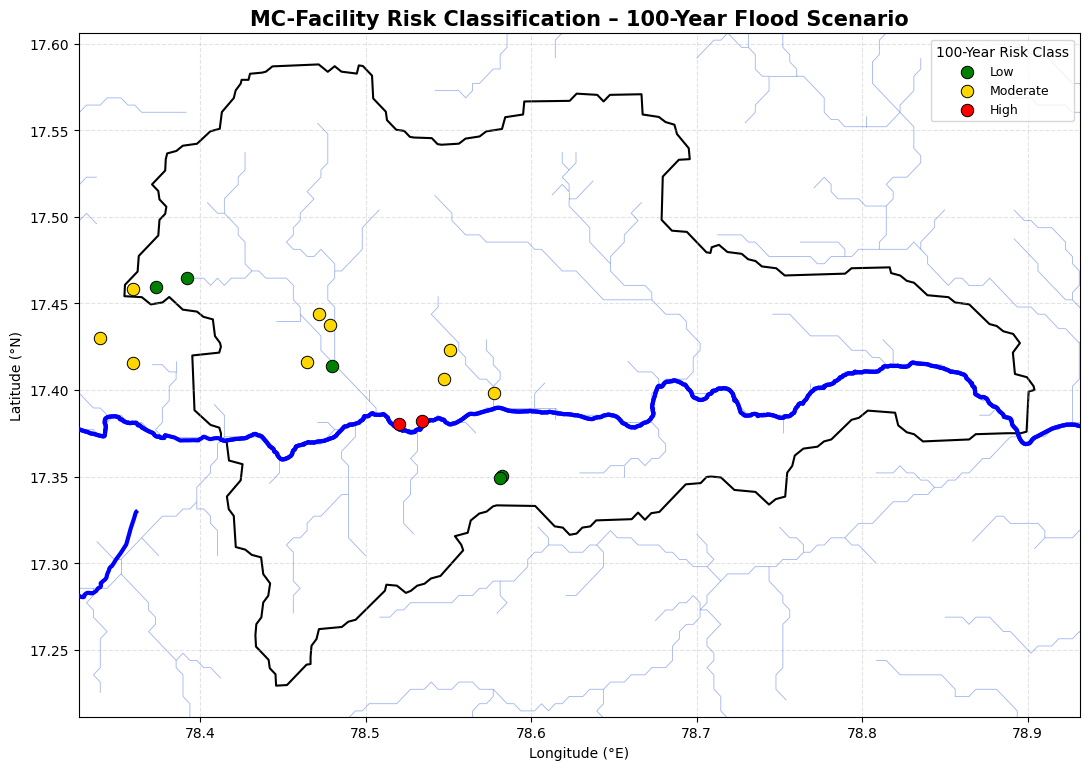 MC-Facility Risk Classification – 100-Year Flood Scenario
100-Year Risk Class
Low
Moderate
High
Latitude (°N)
17.60
17.55
17.50
17.45
17.40
17.35
17.30
17.25
78.4 78.5 78.6 78.7 78.8 78.9
Longitude (°E)